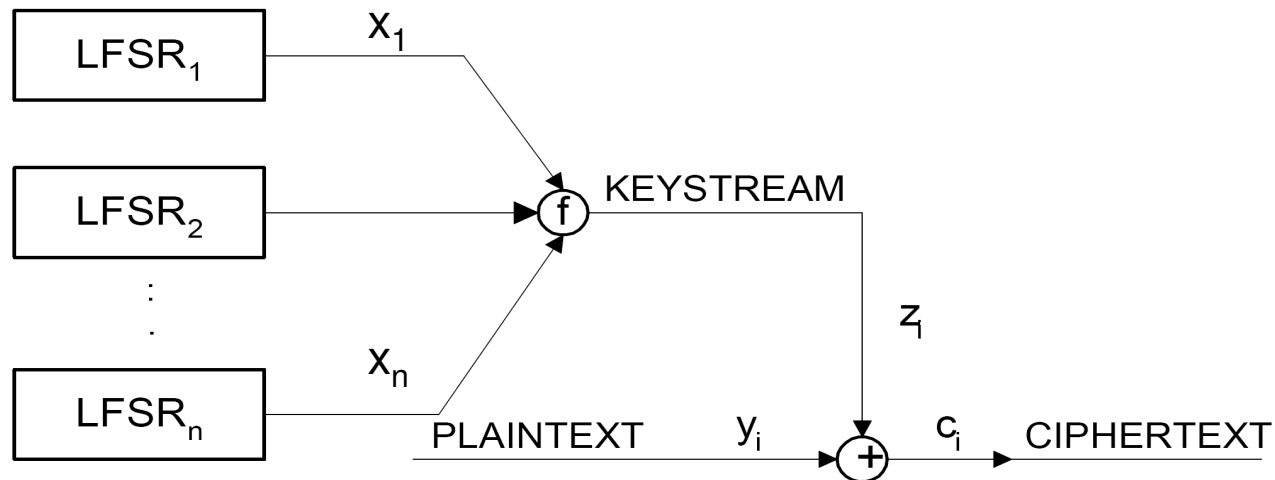 LFSR₁
x₁
LFSR₂
f
KEYSTREAM
⋮
zᵢ
LFSRₙ
xₙ
PLAINTEXT
yᵢ
+
cᵢ
CIPHERTEXT